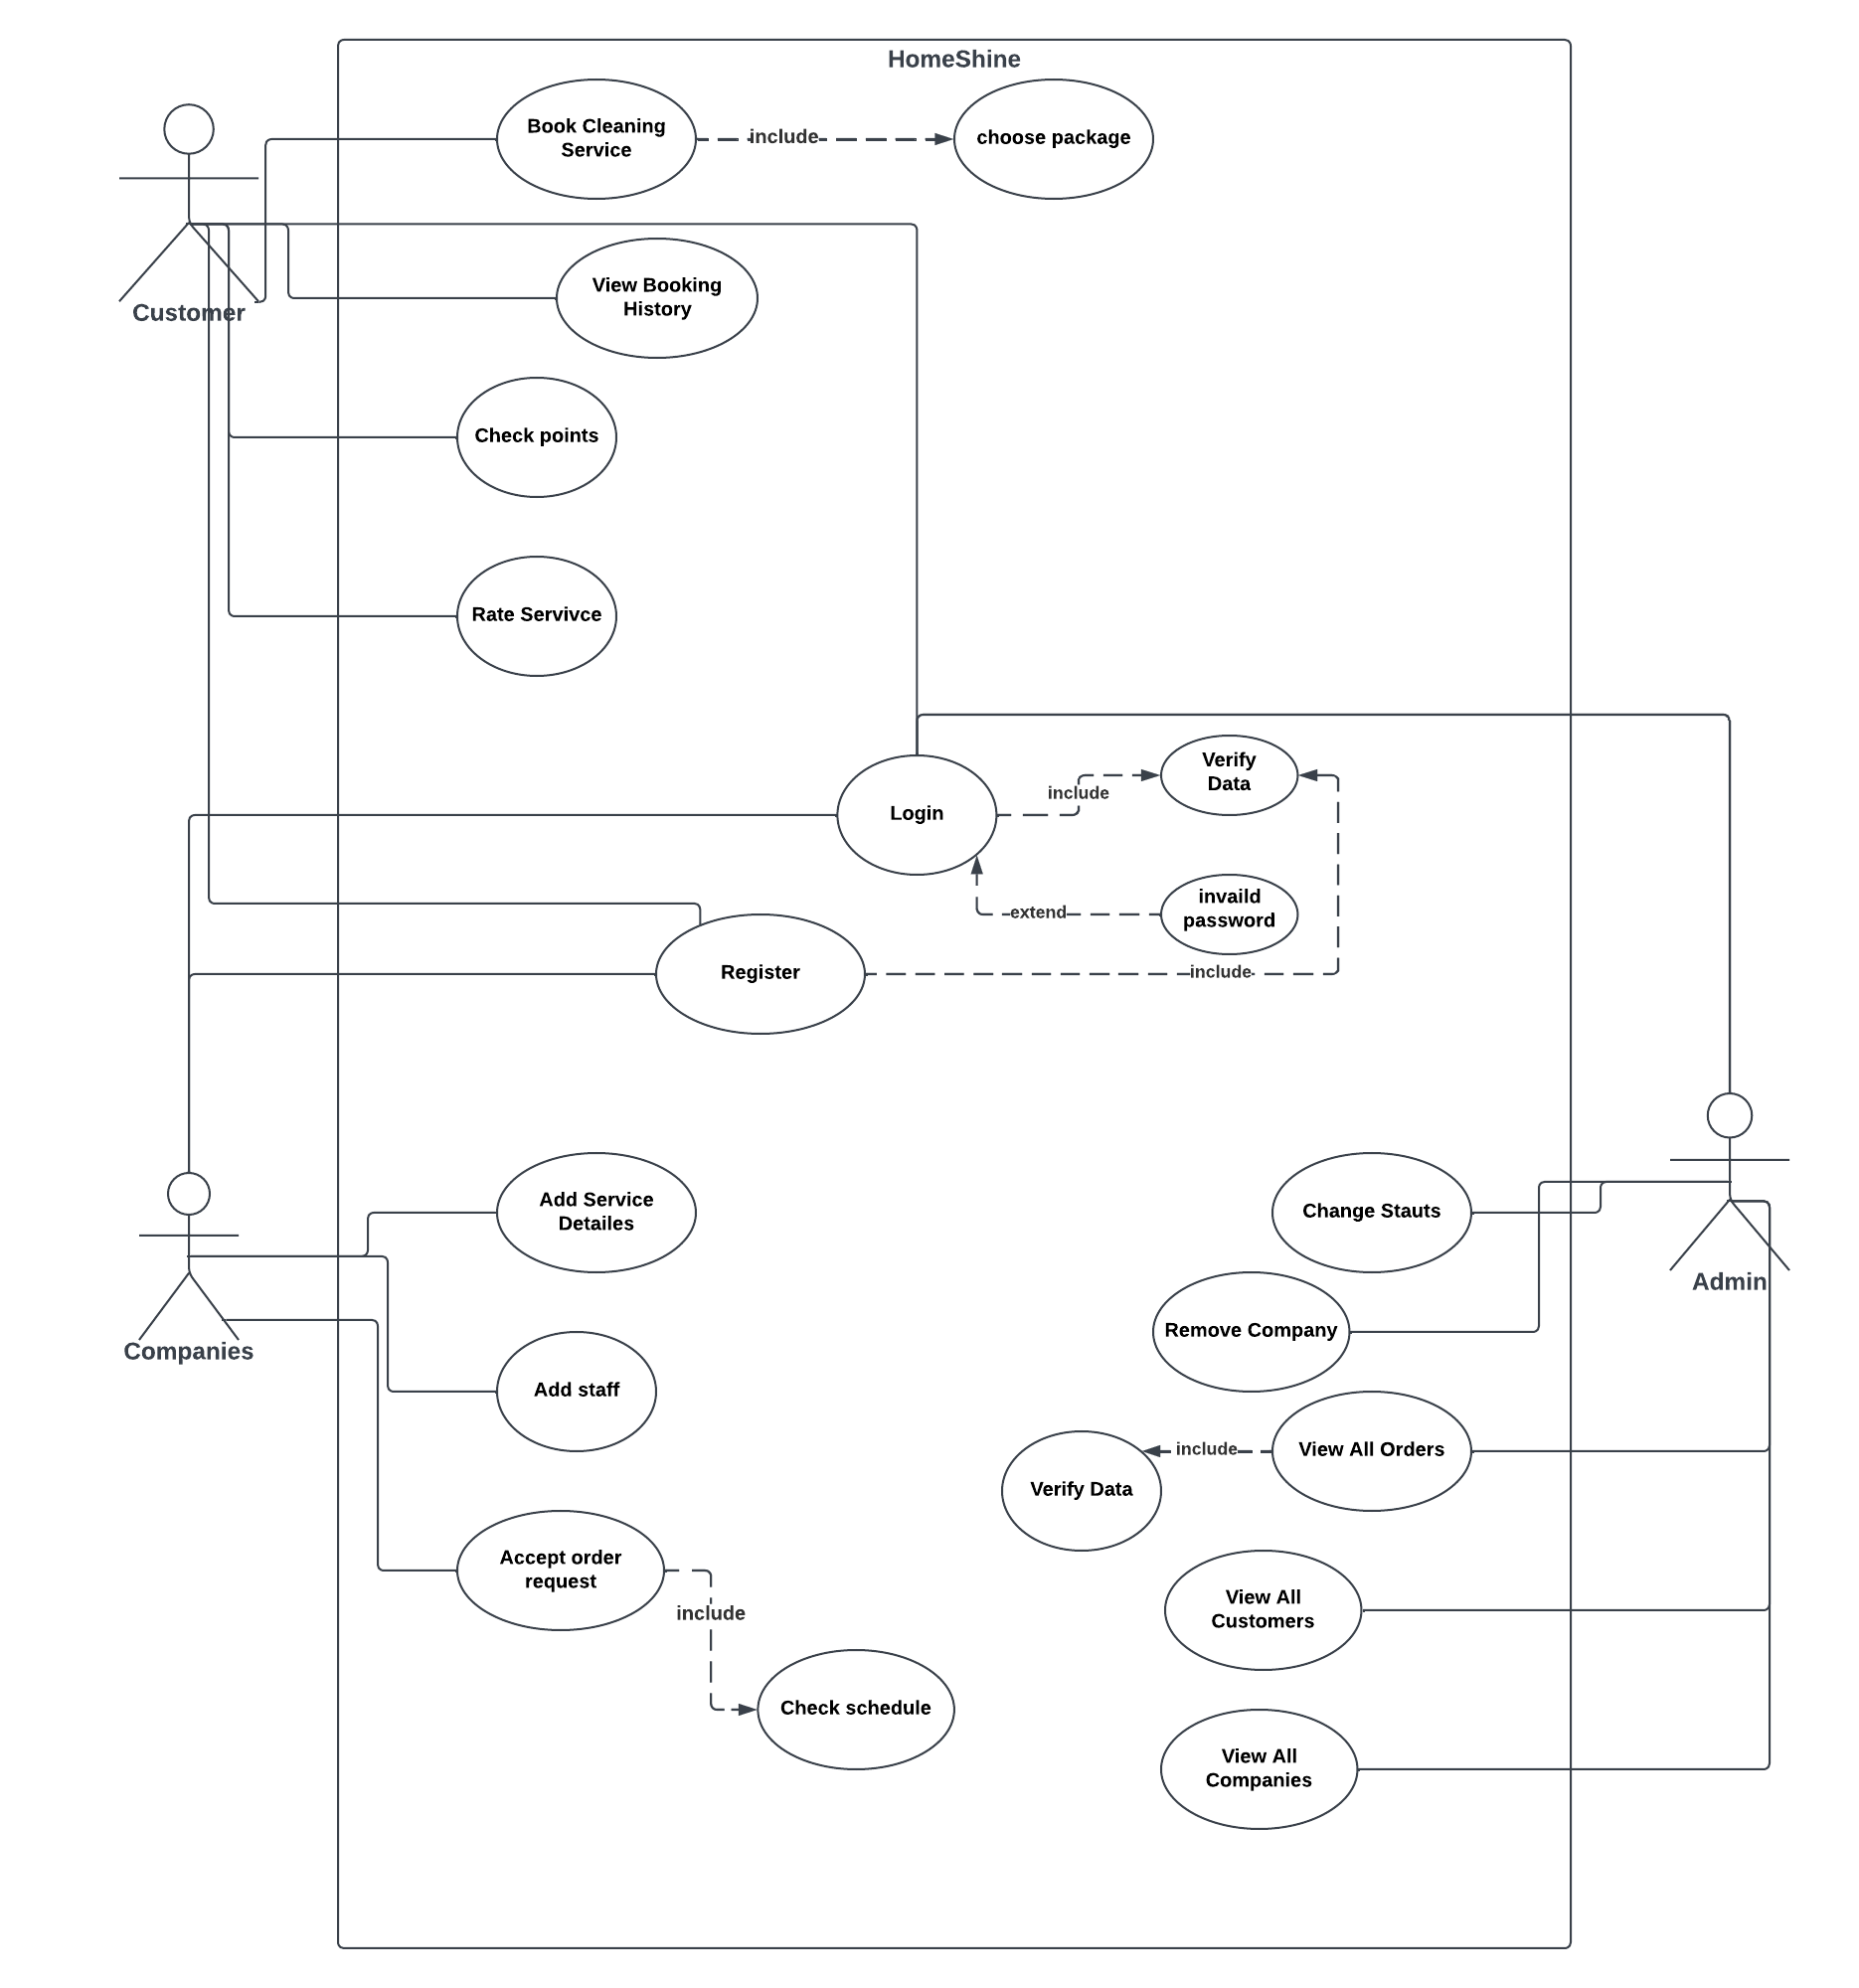 HomeShine
Book Cleaning
Service
include
choose package
View Booking
History
Customer
Check points
Rate Servivce
Verify
Data
include
Login
invaild
password
extend
Register
include
Add Service
Detailes
Change Stauts
Admin
Companies
Remove Company
Add staff
include
View All Orders
Verify Data
Accept order
request
include
View All
Customers
Check schedule
View All
Companies